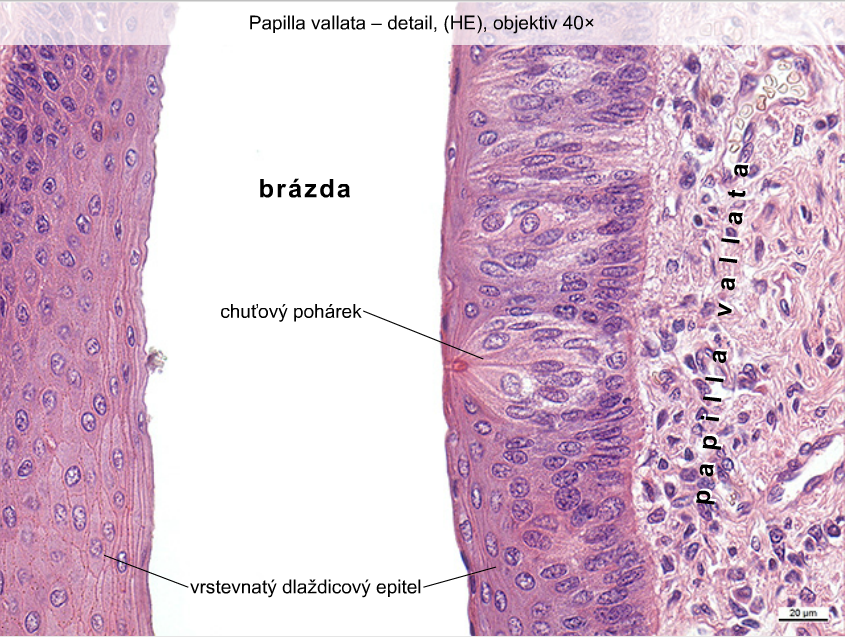 Papilla vallata – detail, (HE), objektiv 40×
brázda
papilla vallata
chuťový pohárek
vrstevnatý dlaždicový epitel
20 µm